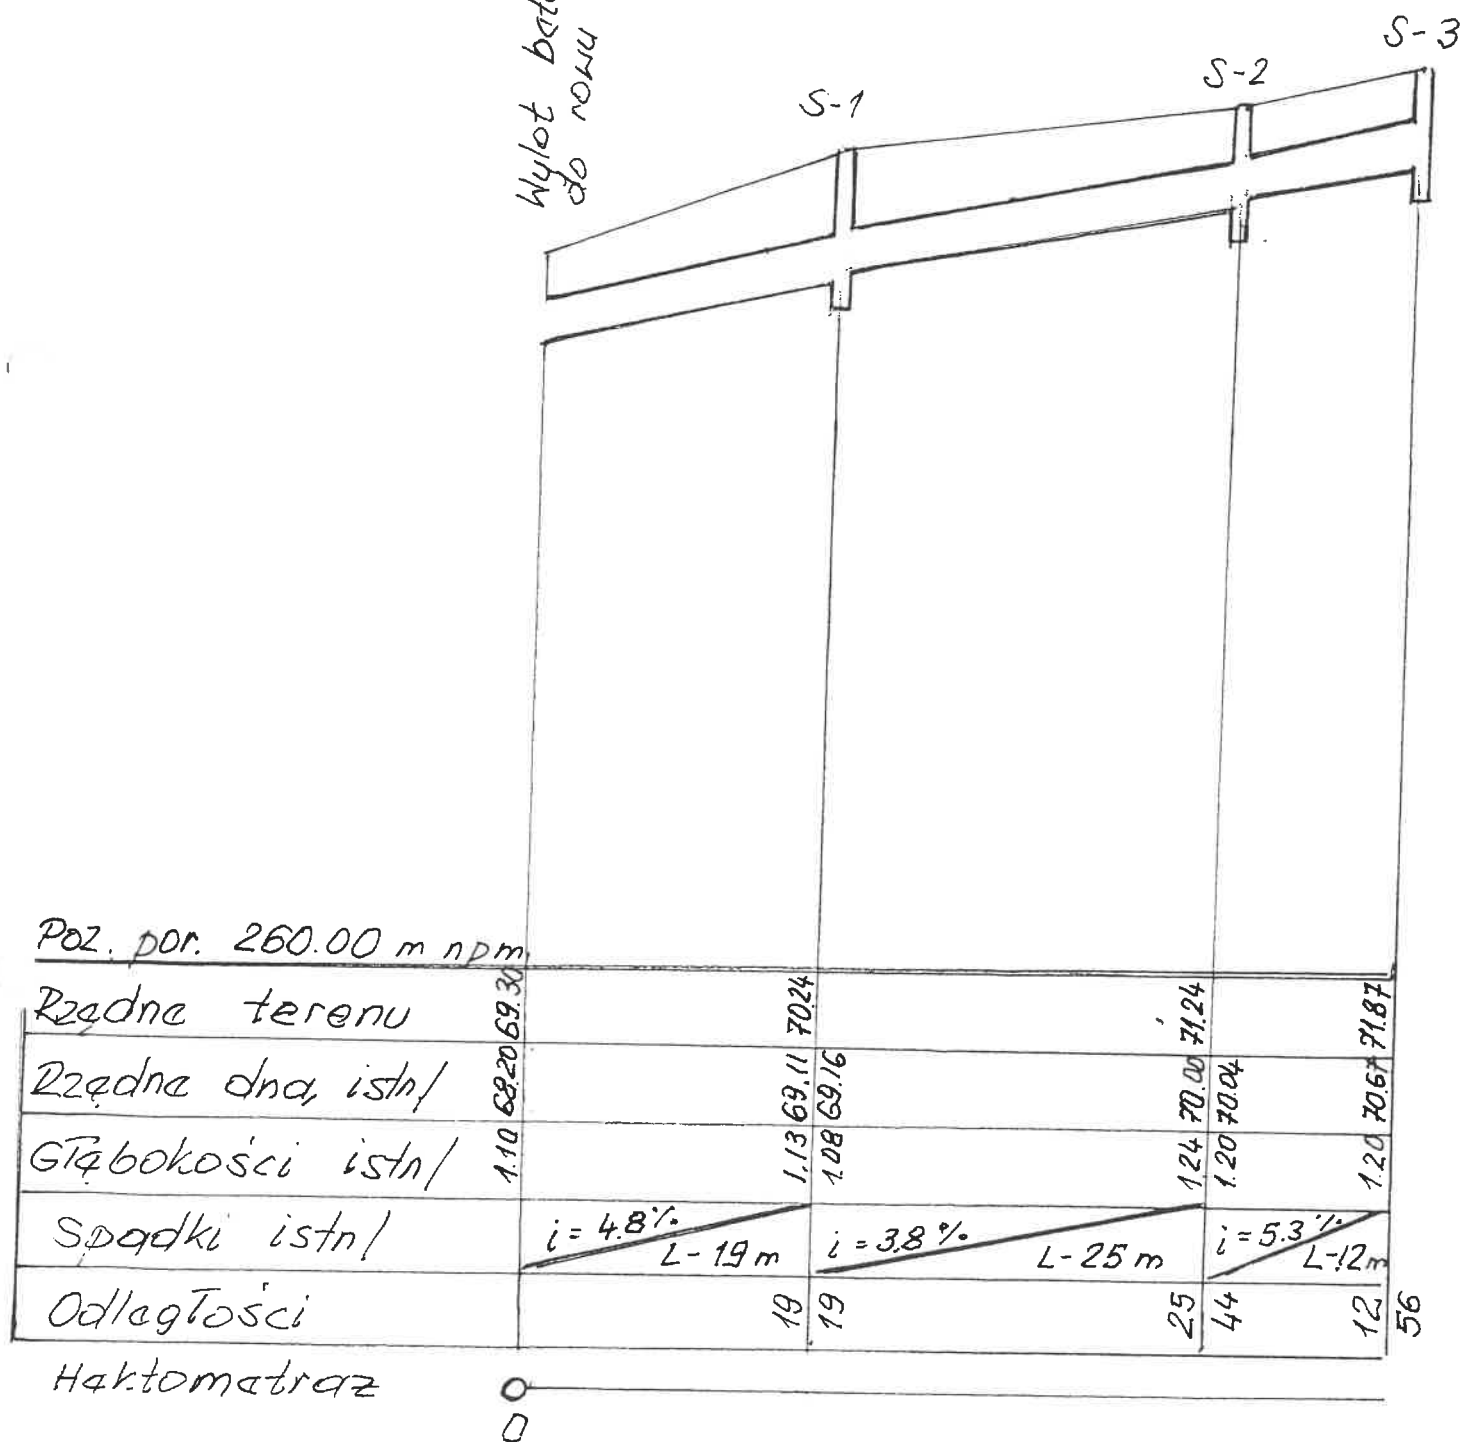 Wylot
do rowu
S-1
S-2
S-3
Poz. por. 260.00 m npm
Rzędne terenu 69.30 70.24 71.24 71.87
Rzędne dna, istn/ 68.20 69.11 69.16 70.00 70.04 70.67
Głębokości istn/ 1.10 1.13 1.08 1.24 1.20 1.20
Spadki istn/ i = 4.8% L-19 m i = 3.8% L-25 m i = 5.3% L-12 m
Odległości 19 19 25 44 12 56
Hektometraż
0